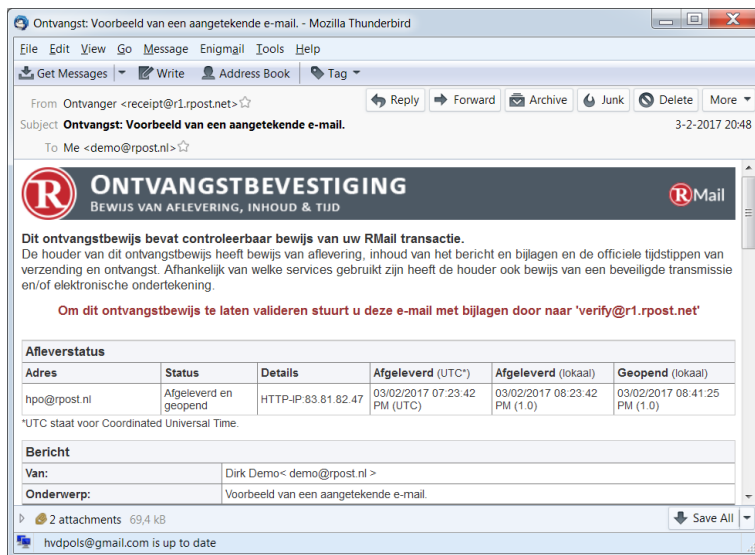 Ontvangst: Voorbeeld van een aangetekende e-mail. - Mozilla Thunderbird
File Edit View Go Message Enigmail Tools Help
Get Messages Write Address Book Tag
From Ontvanger <receipt@r1.rpost.net> Reply Forward Archive Junk Delete More
Subject Ontvangst: Voorbeeld van een aangetekende e-mail. 3-2-2017 20:48
To Me <demo@rpost.nl>
R ONTVANGSTBEVESTIGING RMail
BEWIJS VAN AFLEVERING, INHOUD & TIJD
Dit ontvangstbewijs bevat controleerbaar bewijs van uw RMail transactie.
De houder van dit ontvangstbewijs heeft bewijs van aflevering, inhoud van het bericht en bijlagen en de officiele tijdstippen van
verzending en ontvangst. Afhankelijk van welke services gebruikt zijn heeft de houder ook bewijs van een beveiligde transmissie
en/of elektronische ondertekening.
Om dit ontvangstbewijs te laten valideren stuurt u deze e-mail met bijlagen door naar 'verify@r1.rpost.net'
Afleverstatus
Adres Status Details Afgeleverd (UTC*) Afgeleverd (lokaal) Geopend (lokaal)
hpo@rpost.nl Afgeleverd en geopend HTTP-IP:83.81.82.47 03/02/2017 07:23:42 PM (UTC) 03/02/2017 08:23:42 PM (1.0) 03/02/2017 08:41:25 PM (1.0)
*UTC staat voor Coordinated Universal Time.
Bericht
Van: Dirk Demo< demo@rpost.nl >
Onderwerp: Voorbeeld van een aangetekende e-mail.
2 attachments 69,4 kB Save All
hvdpols@gmail.com is up to date